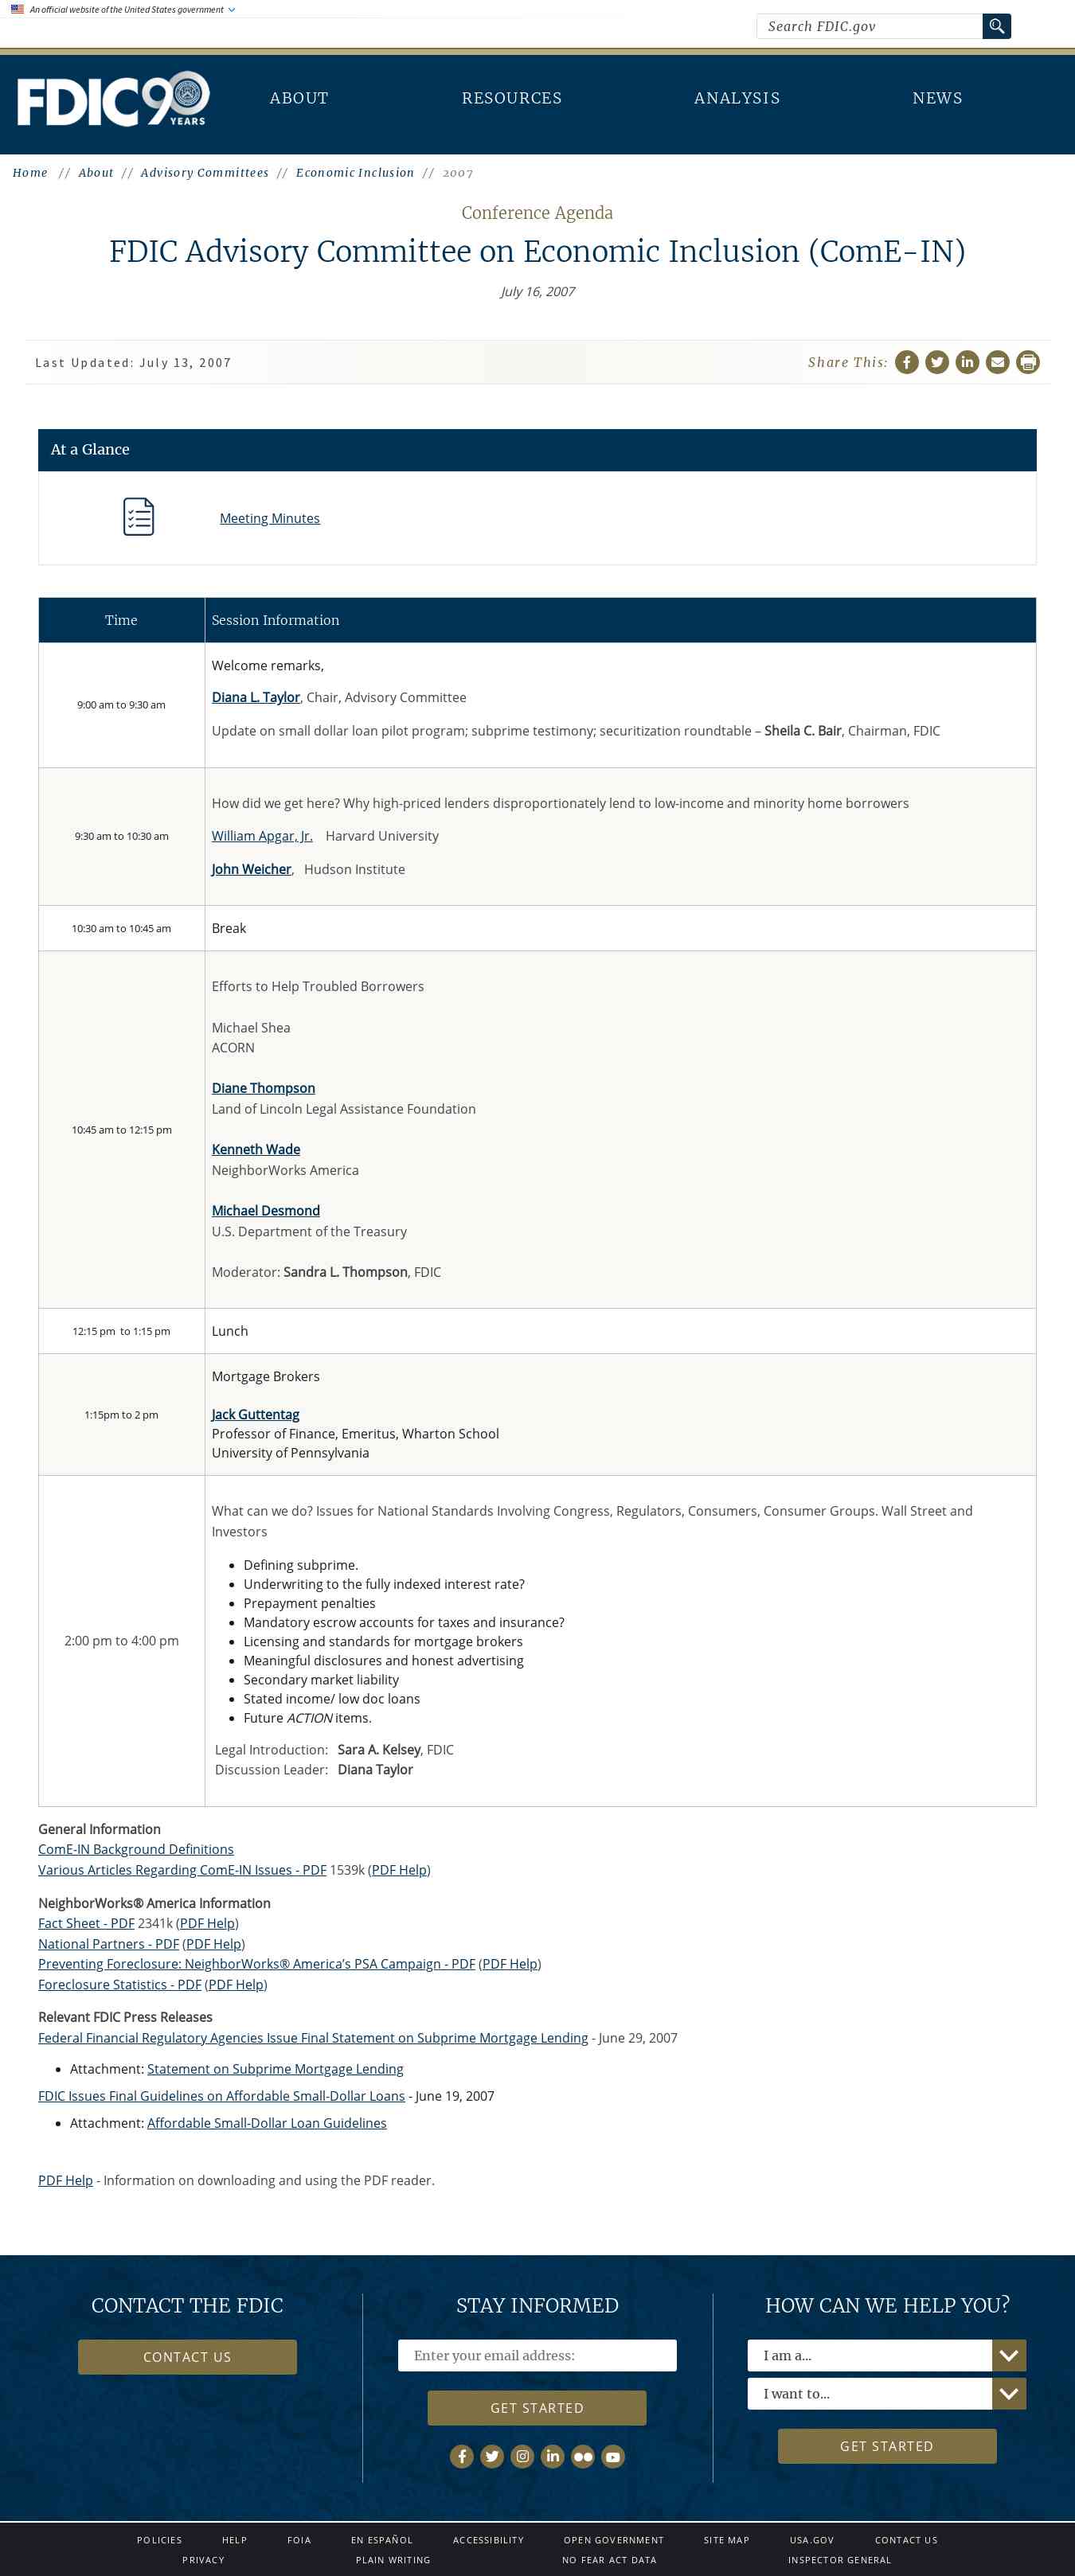 An official website of the United States government
Search FDIC.gov
FDIC 90 YEARS
ABOUT
RESOURCES
ANALYSIS
NEWS
Home // About // Advisory Committees // Economic Inclusion // 2007
Conference Agenda
FDIC Advisory Committee on Economic Inclusion (ComE-IN)
July 16, 2007
Last Updated: July 13, 2007
Share This:
At a Glance
Meeting Minutes
Time
Session Information
9:00 am to 9:30 am
Welcome remarks,
Diana L. Taylor, Chair, Advisory Committee
Update on small dollar loan pilot program; subprime testimony; securitization roundtable – Sheila C. Bair, Chairman, FDIC
9:30 am to 10:30 am
How did we get here? Why high-priced lenders disproportionately lend to low-income and minority home borrowers
William Apgar, Jr. Harvard University
John Weicher, Hudson Institute
10:30 am to 10:45 am
Break
10:45 am to 12:15 pm
Efforts to Help Troubled Borrowers
Michael Shea
ACORN
Diane Thompson
Land of Lincoln Legal Assistance Foundation
Kenneth Wade
NeighborWorks America
Michael Desmond
U.S. Department of the Treasury
Moderator: Sandra L. Thompson, FDIC
12:15 pm to 1:15 pm
Lunch
1:15pm to 2 pm
Mortgage Brokers
Jack Guttentag
Professor of Finance, Emeritus, Wharton School
University of Pennsylvania
2:00 pm to 4:00 pm
What can we do? Issues for National Standards Involving Congress, Regulators, Consumers, Consumer Groups. Wall Street and
Investors
• Defining subprime.
• Underwriting to the fully indexed interest rate?
• Prepayment penalties
• Mandatory escrow accounts for taxes and insurance?
• Licensing and standards for mortgage brokers
• Meaningful disclosures and honest advertising
• Secondary market liability
• Stated income/ low doc loans
• Future ACTION items.
Legal Introduction: Sara A. Kelsey, FDIC
Discussion Leader: Diana Taylor
General Information
ComE-IN Background Definitions
Various Articles Regarding ComE-IN Issues - PDF 1539k (PDF Help)
NeighborWorks® America Information
Fact Sheet - PDF 2341k (PDF Help)
National Partners - PDF (PDF Help)
Preventing Foreclosure: NeighborWorks® America’s PSA Campaign - PDF (PDF Help)
Foreclosure Statistics - PDF (PDF Help)
Relevant FDIC Press Releases
Federal Financial Regulatory Agencies Issue Final Statement on Subprime Mortgage Lending - June 29, 2007
• Attachment: Statement on Subprime Mortgage Lending
FDIC Issues Final Guidelines on Affordable Small-Dollar Loans - June 19, 2007
• Attachment: Affordable Small-Dollar Loan Guidelines
PDF Help - Information on downloading and using the PDF reader.
CONTACT THE FDIC
CONTACT US
STAY INFORMED
Enter your email address:
GET STARTED
HOW CAN WE HELP YOU?
I am a...
I want to...
GET STARTED
POLICIES HELP FOIA EN ESPAÑOL ACCESSIBILITY OPEN GOVERNMENT SITE MAP USA.GOV CONTACT US
PRIVACY PLAIN WRITING NO FEAR ACT DATA INSPECTOR GENERAL